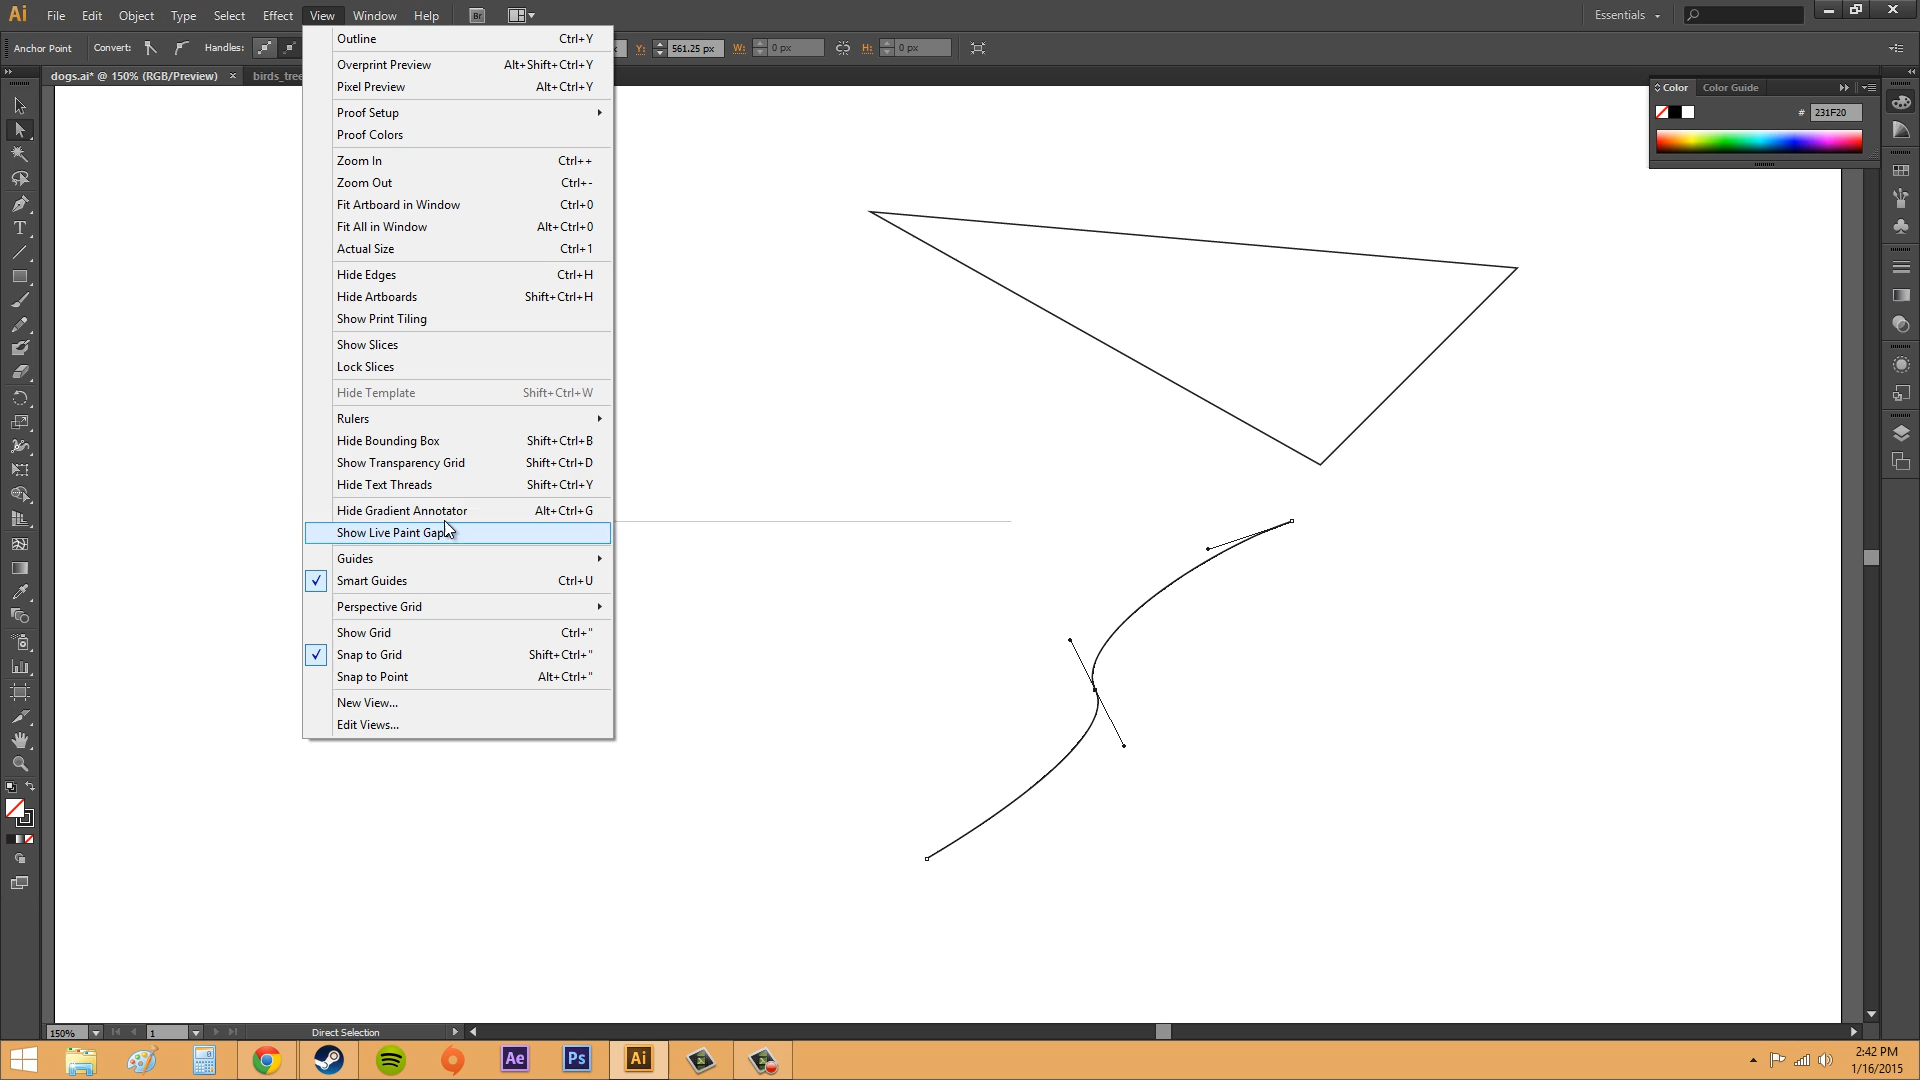 Ai File Edit Object Type Select Effect View Window Help Br Essentials
Anchor Point Convert: Handles: Y: 561.25 px W: 0 px H: 0 px
dogs.ai* @ 150% (RGB/Preview) × birds_tree
Outline Ctrl+Y
Overprint Preview Alt+Shift+Ctrl+Y
Pixel Preview Alt+Ctrl+Y
Proof Setup
Proof Colors
Zoom In Ctrl++
Zoom Out Ctrl+-
Fit Artboard in Window Ctrl+0
Fit All in Window Alt+Ctrl+0
Actual Size Ctrl+1
Hide Edges Ctrl+H
Hide Artboards Shift+Ctrl+H
Show Print Tiling
Show Slices
Lock Slices
Hide Template Shift+Ctrl+W
Rulers
Hide Bounding Box Shift+Ctrl+B
Show Transparency Grid Shift+Ctrl+D
Hide Text Threads Shift+Ctrl+Y
Hide Gradient Annotator Alt+Ctrl+G
Show Live Paint Gap
Guides
Smart Guides Ctrl+U
Perspective Grid
Show Grid Ctrl+"
Snap to Grid Shift+Ctrl+"
Snap to Point Alt+Ctrl+"
New View...
Edit Views...
Color Color Guide
# 231F20
150% 1 Direct Selection
Ae Ps Ai
2:42 PM
1/16/2015